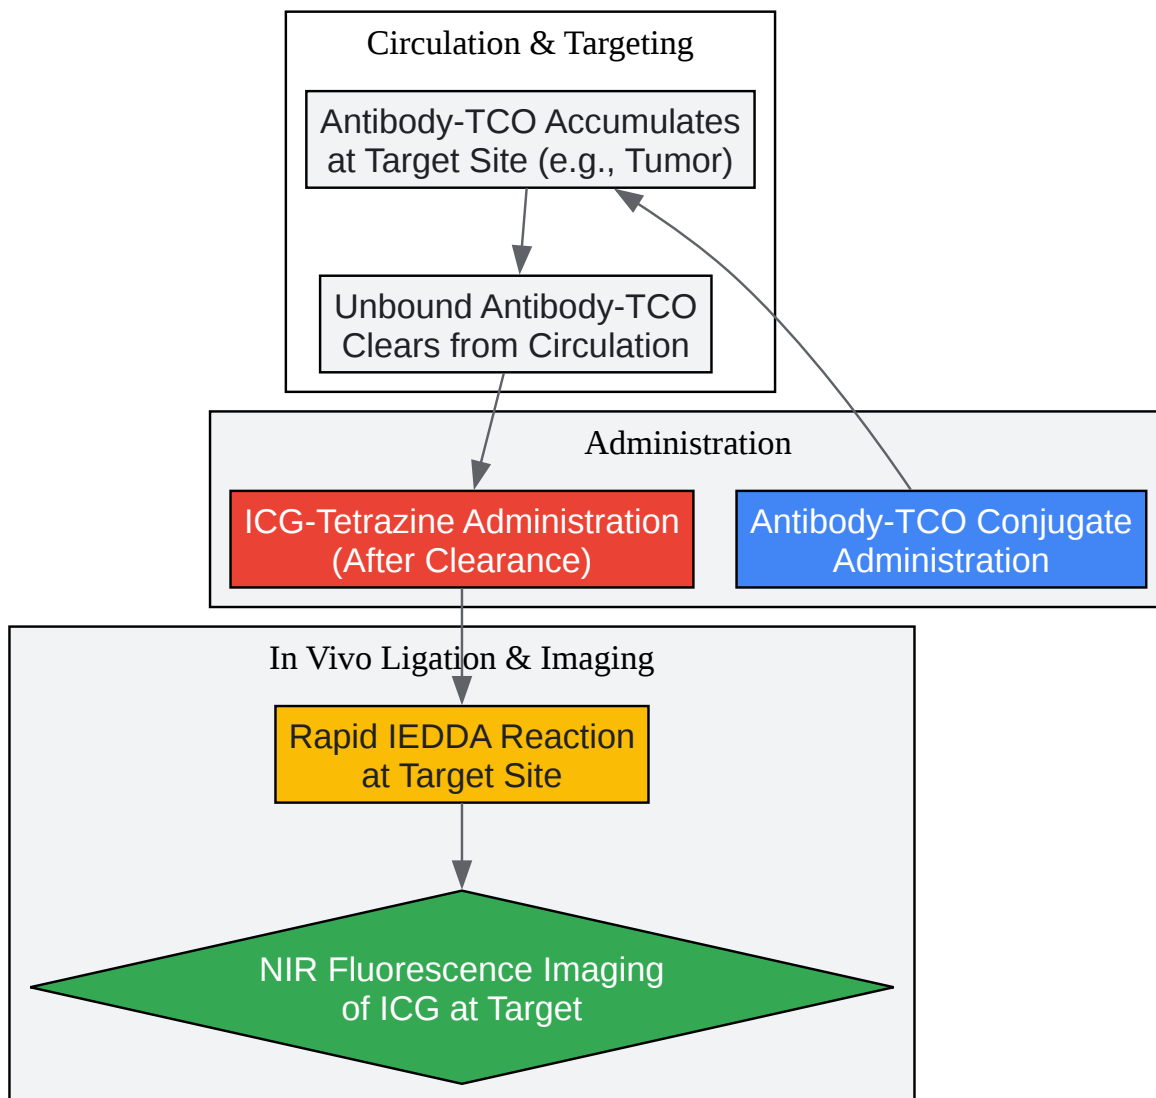 Circulation & Targeting
Antibody-TCO Accumulates
at Target Site (e.g., Tumor)
Unbound Antibody-TCO
Clears from Circulation
Administration
ICG-Tetrazine Administration
(After Clearance)
Antibody-TCO Conjugate
Administration
In Vivo Ligation & Imaging
Rapid IEDDA Reaction
at Target Site
NIR Fluorescence Imaging
of ICG at Target